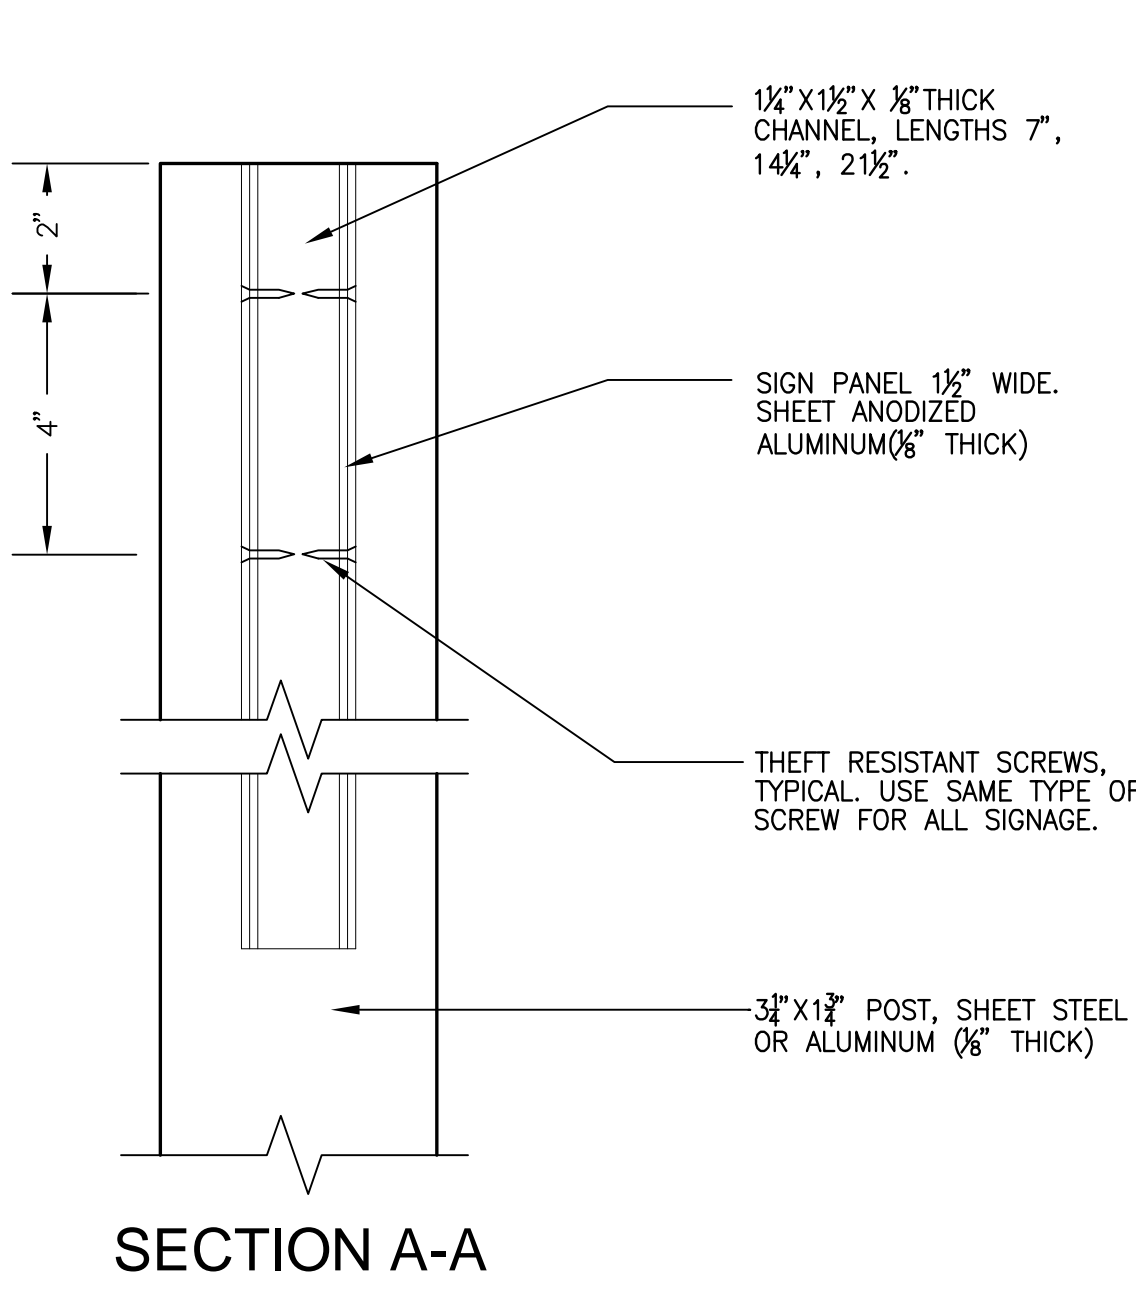 1¼" X 1½" X ⅛" THICK
CHANNEL, LENGTHS 7",
14¼", 21½".
2"
4"
SIGN PANEL 1½" WIDE.
SHEET ANODIZED
ALUMINUM(⅛" THICK)
THEFT RESISTANT SCREWS,
TYPICAL. USE SAME TYPE OF
SCREW FOR ALL SIGNAGE.
3¼" X 1¾" POST, SHEET STEEL
OR ALUMINUM (⅛" THICK)
SECTION A-A